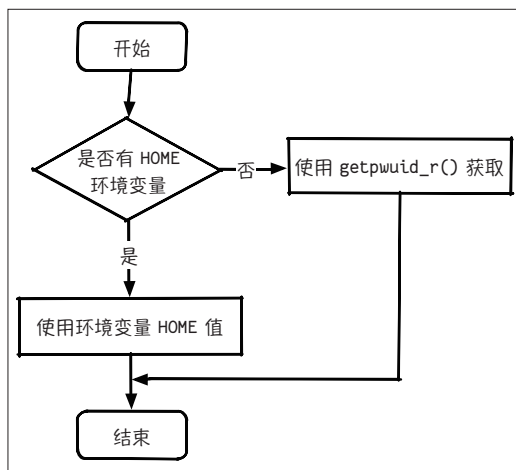 开始
是否有 HOME
环境变量
否
使用 getpwuid_r() 获取
是
使用环境变量 HOME 值
结束